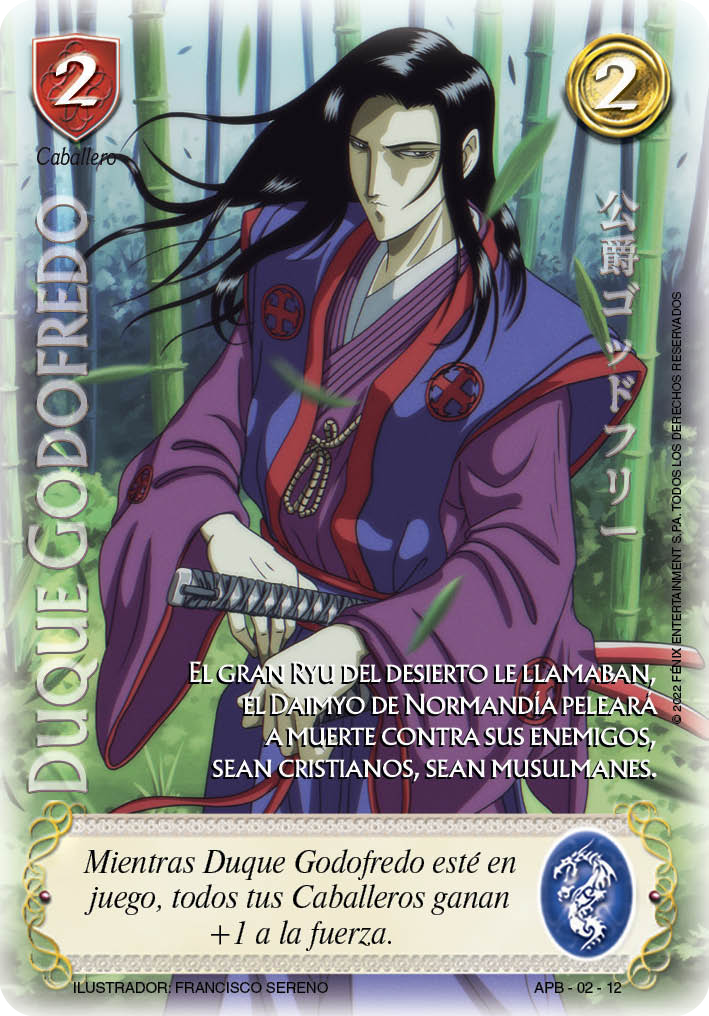 2
2
Caballero
DUQUE GODOFREDO
公爵ゴッドフリー
© 2022 FÉNIX ENTERTAINMENT S.PA. TODOS LOS DERECHOS RESERVADOS
EL GRAN RYU DEL DESIERTO LE LLAMABAN,
EL DAIMYO DE NORMANDÍA PELEARÁ
A MUERTE CONTRA SUS ENEMIGOS,
SEAN CRISTIANOS, SEAN MUSULMANES.
Mientras Duque Godofredo esté en
juego, todos tus Caballeros ganan
+1 a la fuerza.
ILUSTRADOR: FRANCISCO SERENO
APB - 02 - 12